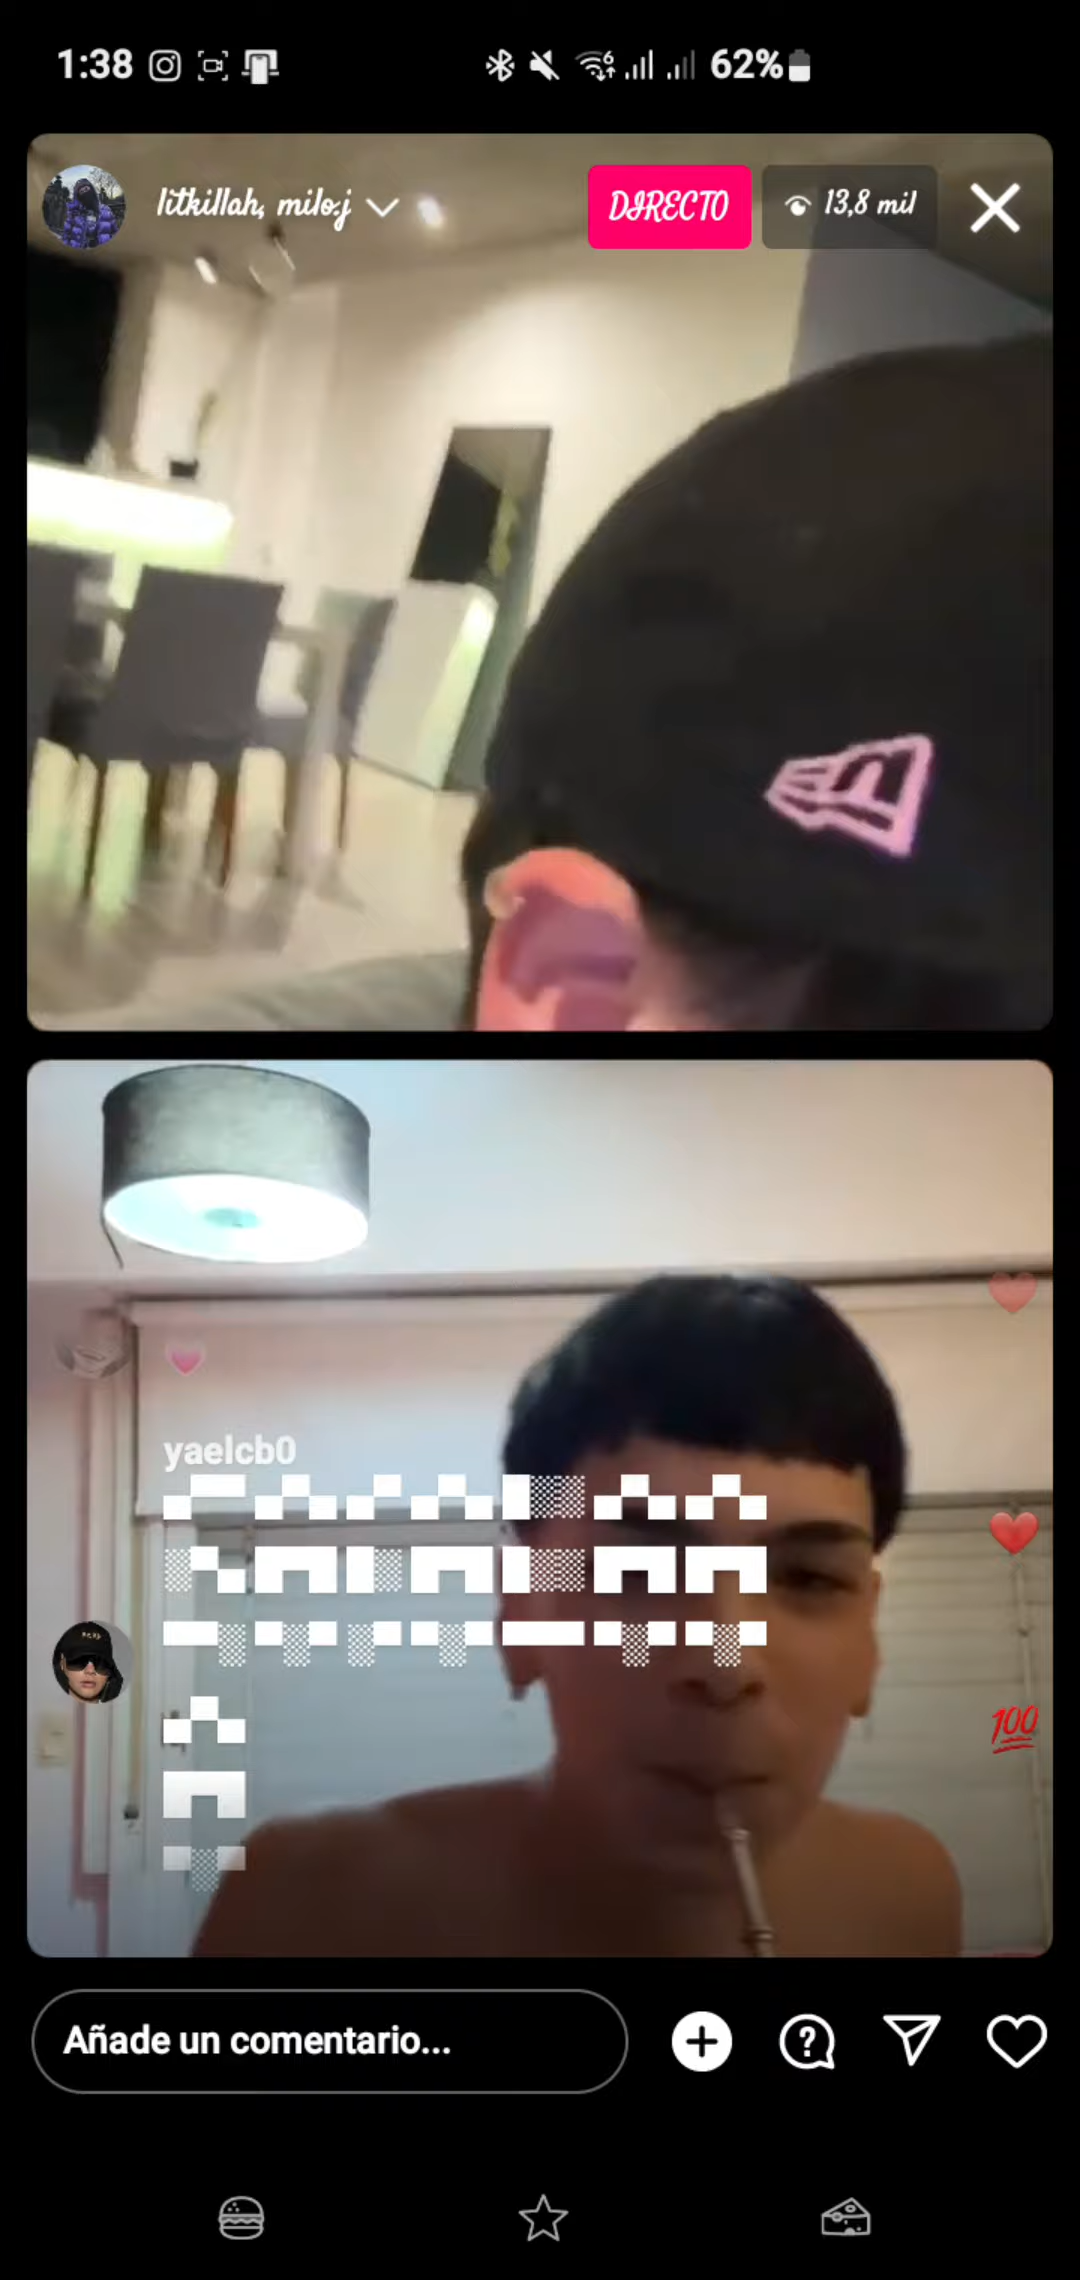 1:38
62%
litkillah, milo.j
DIRECTO
13,8 mil
yaelcb0
100
Añade un comentario...